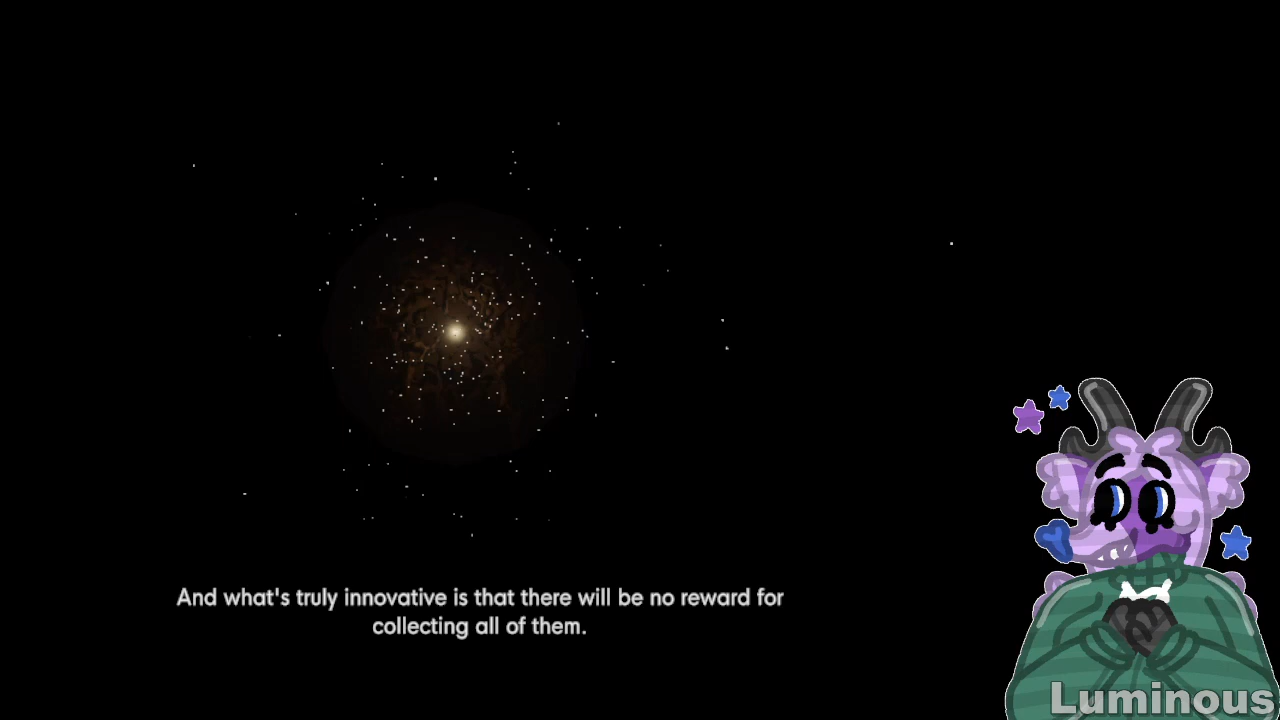 And what's truly innovative is that there will be no reward for
collecting all of them.
Luminous